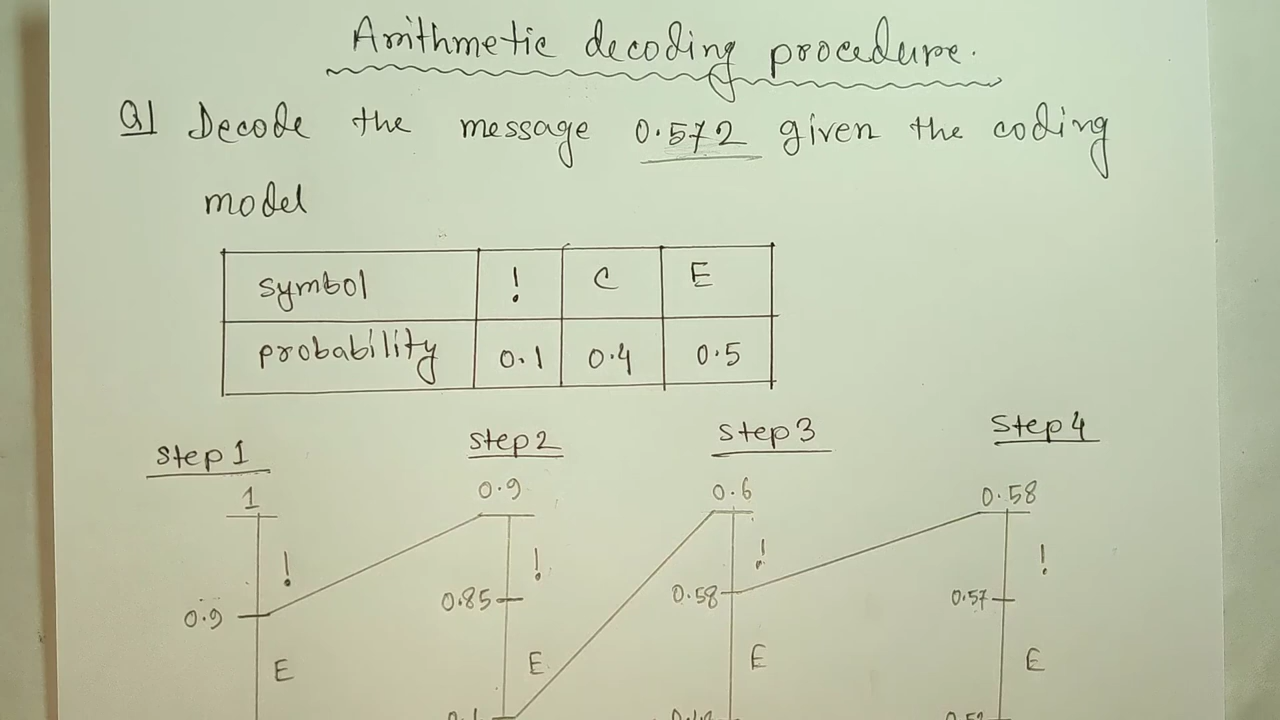 Arithmetic decoding procedure.
Q1 Decode the message 0.572 given the coding
model
symbol ! C E
probability 0.1 0.4 0.5
Step 1 Step 2 Step 3 Step 4
1 0.9 0.6 0.58
! ! ! !
0.9 0.85 0.58 0.57
E E E E